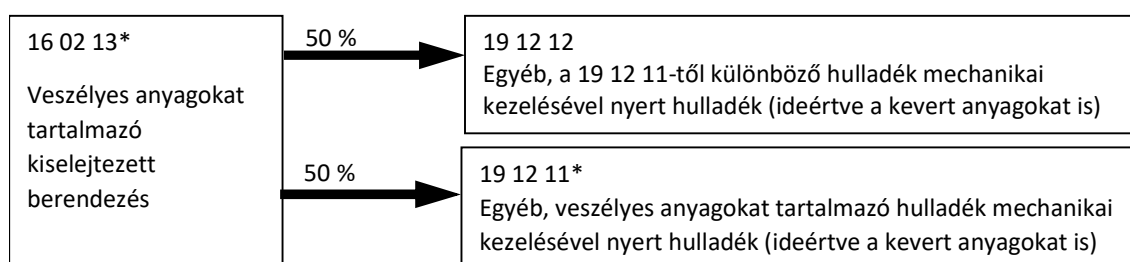 16 02 13*
Veszélyes anyagokat
tartalmazó
kiselejtezett
berendezés
50 %
19 12 12
Egyéb, a 19 12 11-től különböző hulladék mechanikai
kezelésével nyert hulladék (ideértve a kevert anyagokat is)
50 %
19 12 11*
Egyéb, veszélyes anyagokat tartalmazó hulladék mechanikai
kezelésével nyert hulladék (ideértve a kevert anyagokat is)